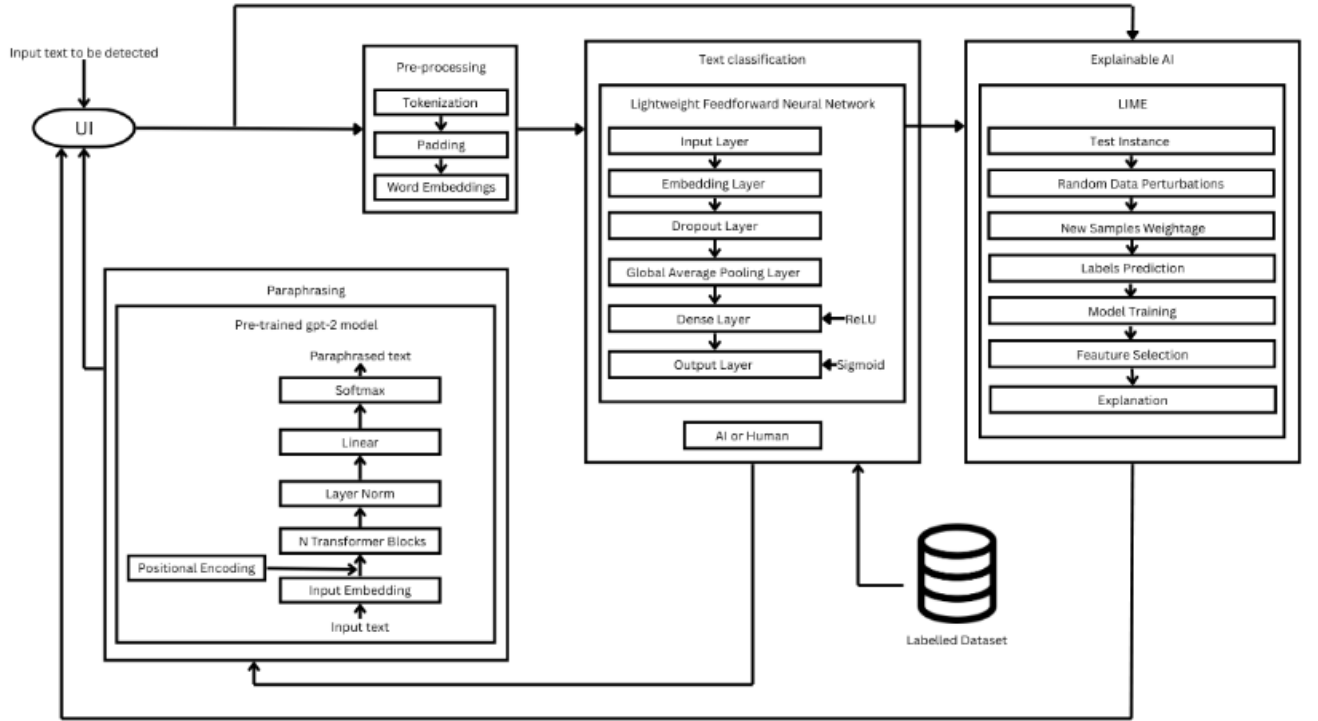 Input text to be detected
UI
Pre-processing
Tokenization
Padding
Word Embeddings
Text classification
Lightweight Feedforward Neural Network
Input Layer
Embedding Layer
Dropout Layer
Global Average Pooling Layer
Dense Layer
ReLU
Output Layer
Sigmoid
AI or Human
Explainable AI
LIME
Test Instance
Random Data Perturbations
New Samples Weightage
Labels Prediction
Model Training
Feauture Selection
Explanation
Paraphrasing
Pre-trained gpt-2 model
Paraphrased text
Softmax
Linear
Layer Norm
N Transformer Blocks
Positional Encoding
Input Embedding
Input text
Labelled Dataset